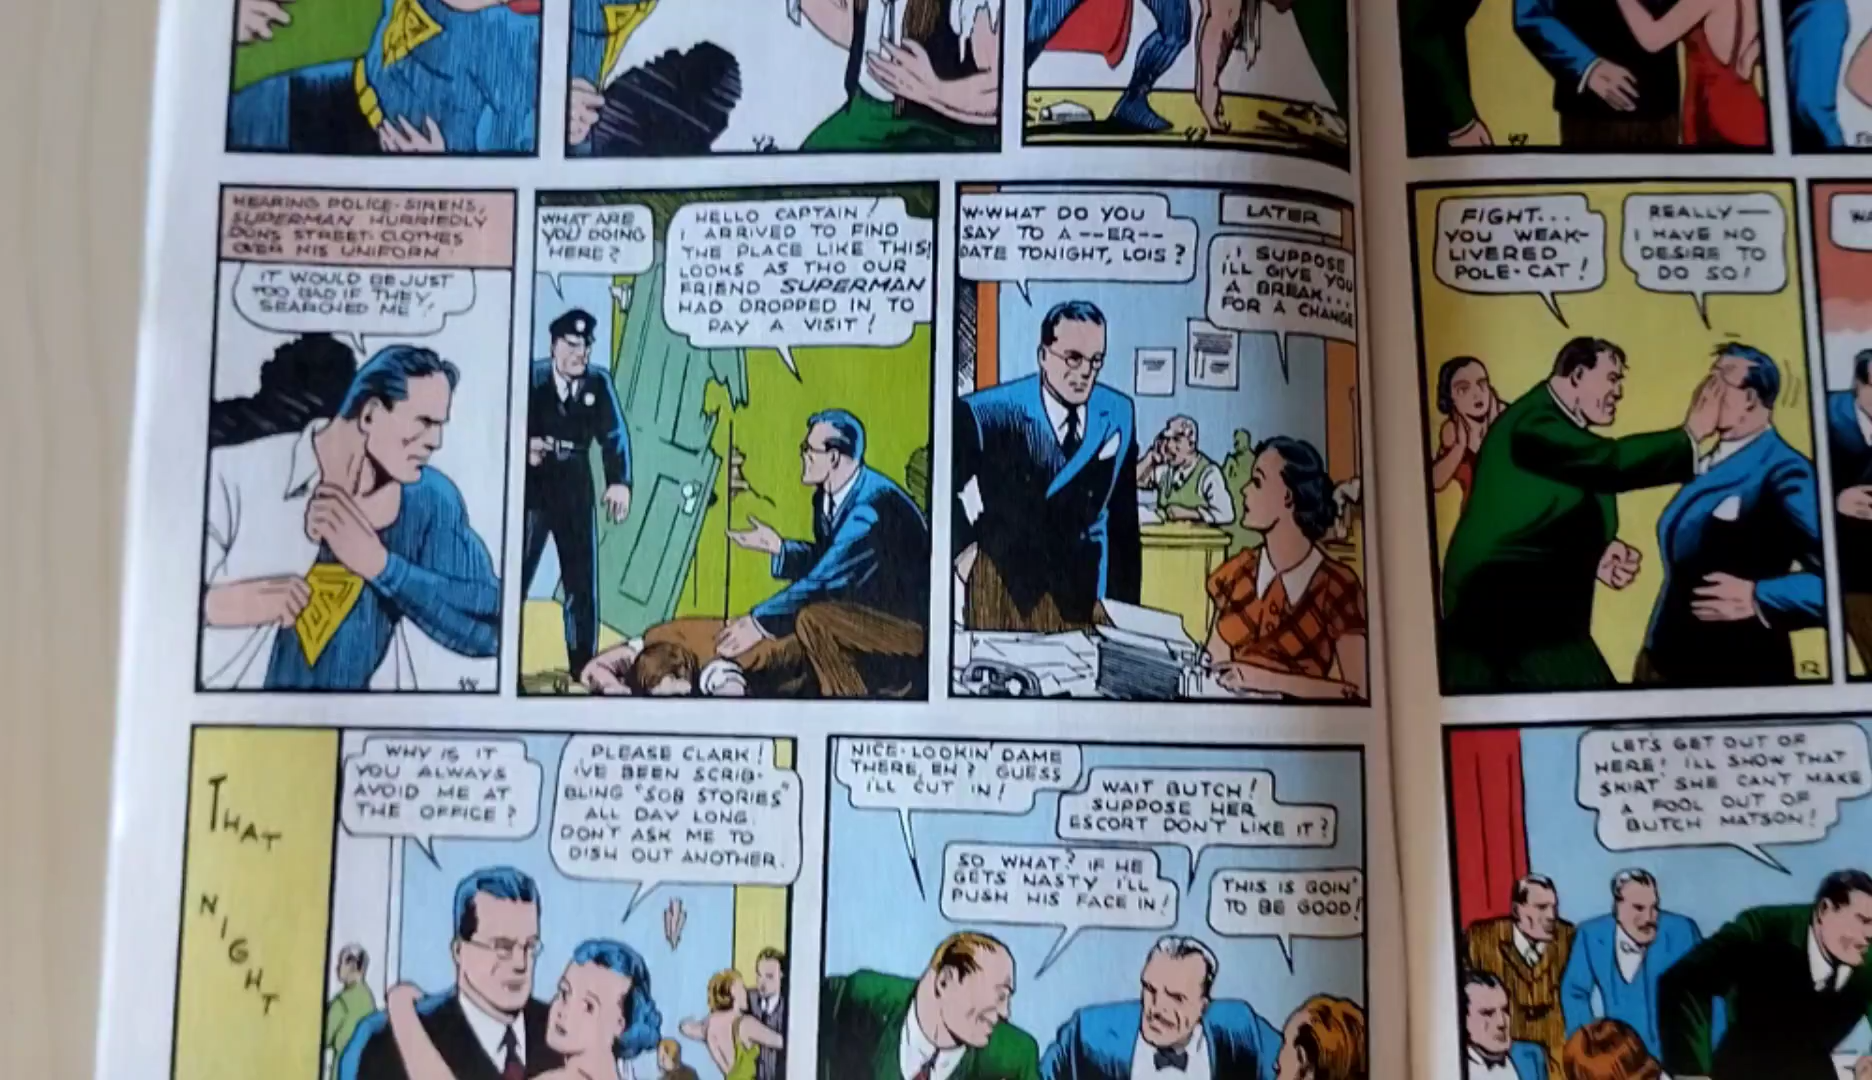 HEARING POLICE-SIRENS,
SUPERMAN HURRIEDLY
DONS STREET-CLOTHES
OVER HIS UNIFORM.
IT WOULD BE JUST
TOO BAD IF THEY
SEARCHED ME!
WHAT ARE
YOU DOING
HERE?
HELLO CAPTAIN!
I ARRIVED TO FIND
THE PLACE LIKE THIS!
LOOKS AS THO OUR
FRIEND SUPERMAN
HAD DROPPED IN TO
PAY A VISIT!
W-WHAT DO YOU
SAY TO A --ER--
DATE TONIGHT, LOIS?
LATER
I SUPPOSE
I'LL GIVE YOU
A BREAK...
FOR A CHANGE
THAT
NIGHT
WHY IS IT
YOU ALWAYS
AVOID ME AT
THE OFFICE?
PLEASE CLARK!
I'VE BEEN SCRIB-
BLING "SOB STORIES"
ALL DAY LONG.
DON'T ASK ME TO
DISH OUT ANOTHER.
NICE-LOOKIN' DAME
THERE, EH? GUESS
I'LL CUT IN!
WAIT BUTCH!
SUPPOSE HER
ESCORT DON'T LIKE IT?
SO WHAT? IF HE
GETS NASTY I'LL
PUSH HIS FACE IN!
THIS IS GOIN'
TO BE GOOD!
FIGHT...
YOU WEAK-
LIVERED
POLE-CAT!
REALLY—
I HAVE NO
DESIRE TO
DO SO!
LET'S GET OUT OF
HERE! I'LL SHOW THAT
SKIRT SHE CAN'T MAKE
A FOOL OUT OF
BUTCH MATSON!